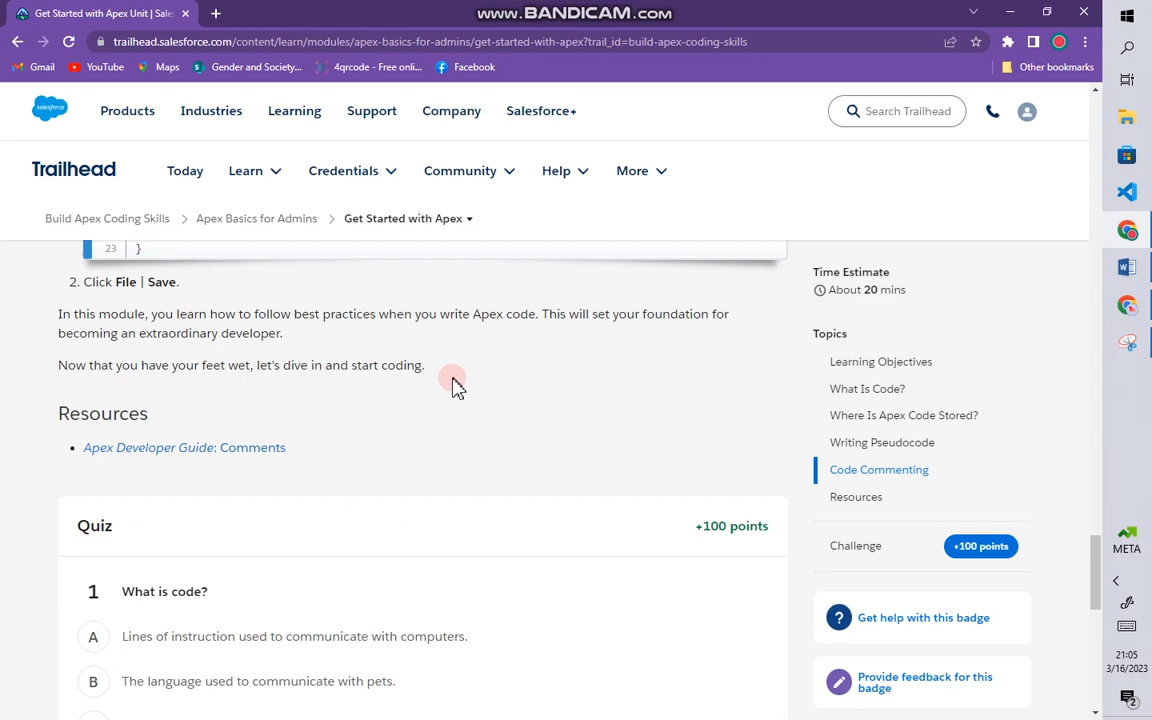 Get Started with Apex Unit | Sales
www.BANDICAM.com
trailhead.salesforce.com/content/learn/modules/apex-basics-for-admins/get-started-with-apex?trail_id=build-apex-coding-skills
Gmail
YouTube
Maps
Gender and Society...
4qrcode - Free onli...
Facebook
Other bookmarks
salesforce
Products
Industries
Learning
Support
Company
Salesforce+
Search Trailhead
Trailhead
Today
Learn
Credentials
Community
Help
More
Build Apex Coding Skills
Apex Basics for Admins
Get Started with Apex
23 }
2. Click File | Save.
In this module, you learn how to follow best practices when you write Apex code. This will set your foundation for
becoming an extraordinary developer.
Now that you have your feet wet, let's dive in and start coding.
Resources
• Apex Developer Guide: Comments
Quiz
+100 points
1 What is code?
A Lines of instruction used to communicate with computers.
B The language used to communicate with pets.
Time Estimate
About 20 mins
Topics
Learning Objectives
What Is Code?
Where Is Apex Code Stored?
Writing Pseudocode
Code Commenting
Resources
Challenge
+100 points
? Get help with this badge
Provide feedback for this
badge
META
21:05
3/16/2023
2